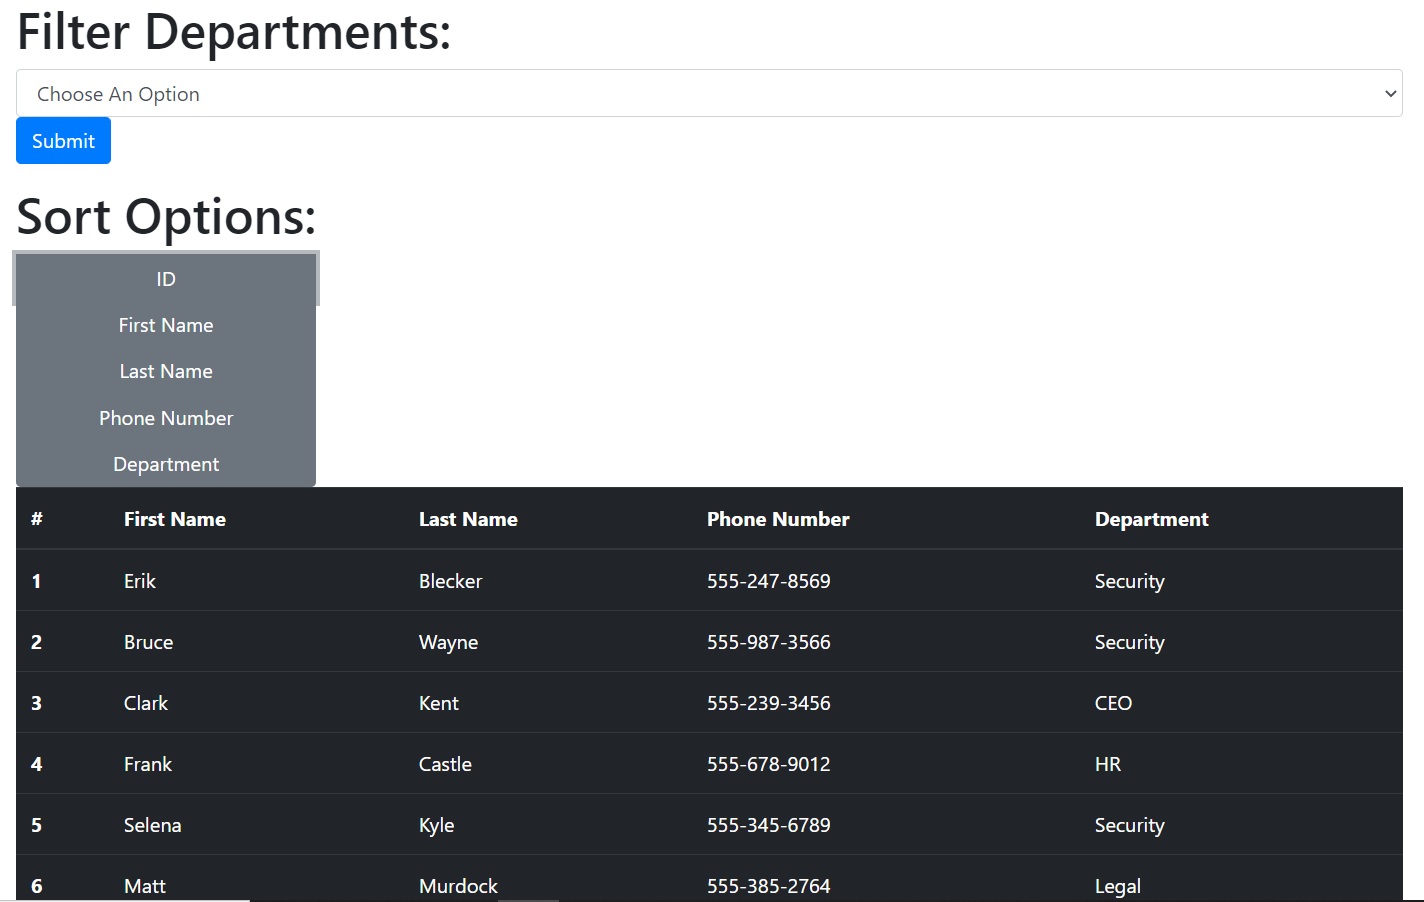 Filter Departments:
Choose An Option
Submit
Sort Options:
ID
First Name
Last Name
Phone Number
Department
# First Name Last Name Phone Number Department
1 Erik Blecker 555-247-8569 Security
2 Bruce Wayne 555-987-3566 Security
3 Clark Kent 555-239-3456 CEO
4 Frank Castle 555-678-9012 HR
5 Selena Kyle 555-345-6789 Security
6 Matt Murdock 555-385-2764 Legal